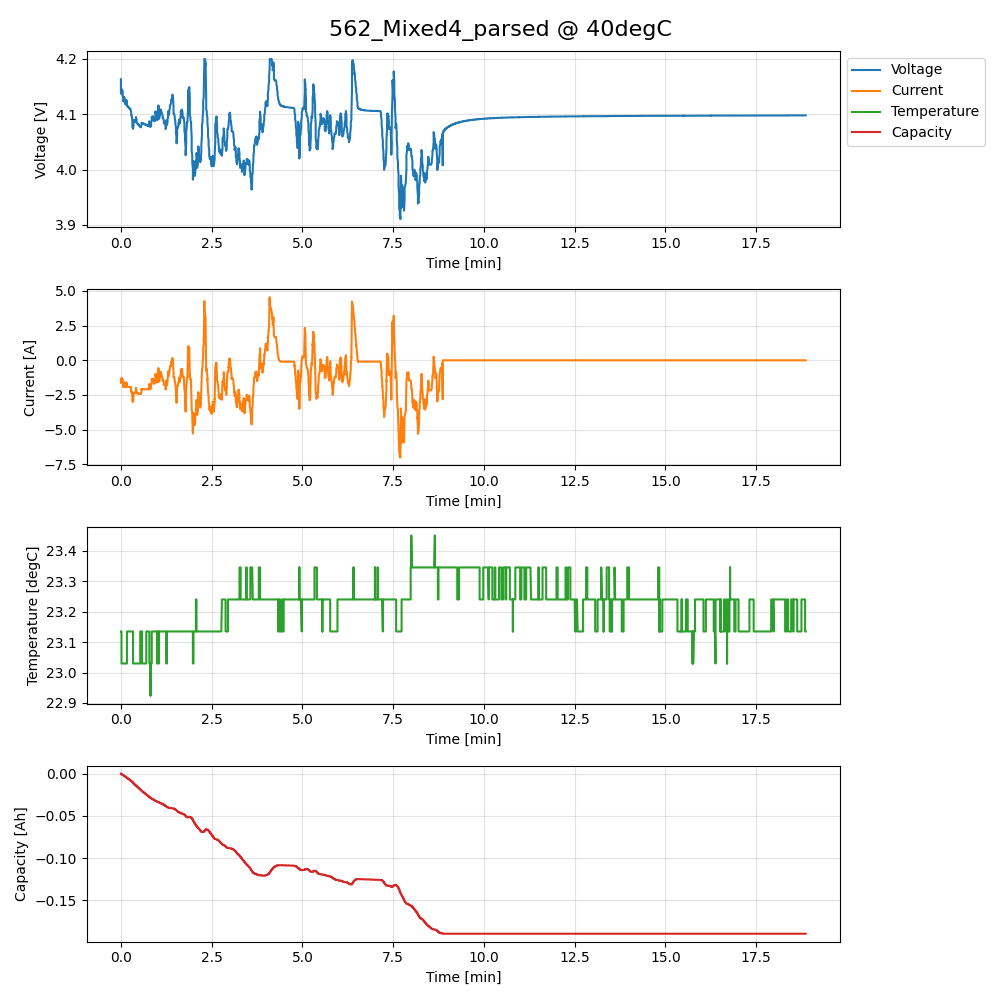 562_Mixed4_parsed @ 40degC
4.2
4.1
4.0
3.9
Voltage [V]
0.0 2.5 5.0 7.5 10.0 12.5 15.0 17.5
Time [min]
Voltage
Current
Temperature
Capacity
5.0
2.5
0.0
−2.5
−5.0
−7.5
Current [A]
0.0 2.5 5.0 7.5 10.0 12.5 15.0 17.5
Time [min]
23.4
23.3
23.2
23.1
23.0
22.9
Temperature [degC]
0.0 2.5 5.0 7.5 10.0 12.5 15.0 17.5
Time [min]
0.00
−0.05
−0.10
−0.15
Capacity [Ah]
0.0 2.5 5.0 7.5 10.0 12.5 15.0 17.5
Time [min]